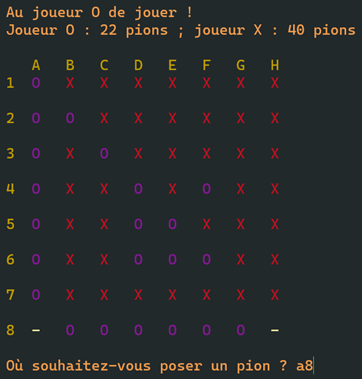 Au joueur O de jouer !
Joueur O : 22 pions ; joueur X : 40 pions
A B C D E F G H
1 O X X X X X X X
2 O O X X X X X X
3 O X O X X X X X
4 O X X O X O X X
5 O X X O O X X X
6 O X X O O O X X
7 O X X X X X X X
8 - O O O O O O -
Où souhaitez-vous poser un pion ? a8